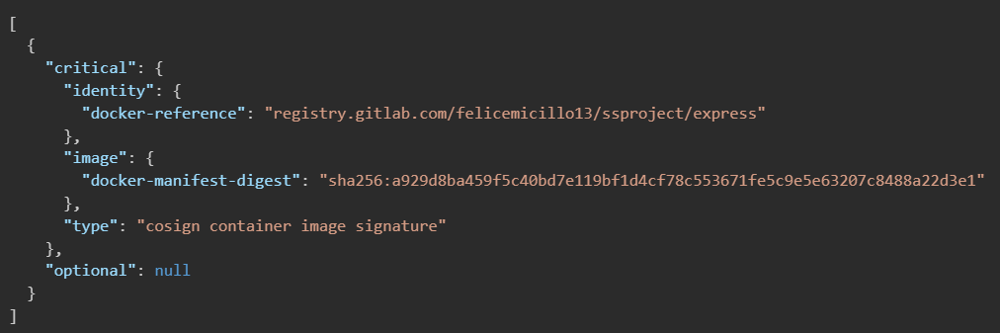 [
  {
    "critical": {
      "identity": {
        "docker-reference": "registry.gitlab.com/felicemicillo13/ssproject/express"
      },
      "image": {
        "docker-manifest-digest": "sha256:a929d8ba459f5c40bd7e119bf1d4cf78c553671fe5c9e5e63207c8488a22d3e1"
      },
      "type": "cosign container image signature"
    },
    "optional": null
  }
]